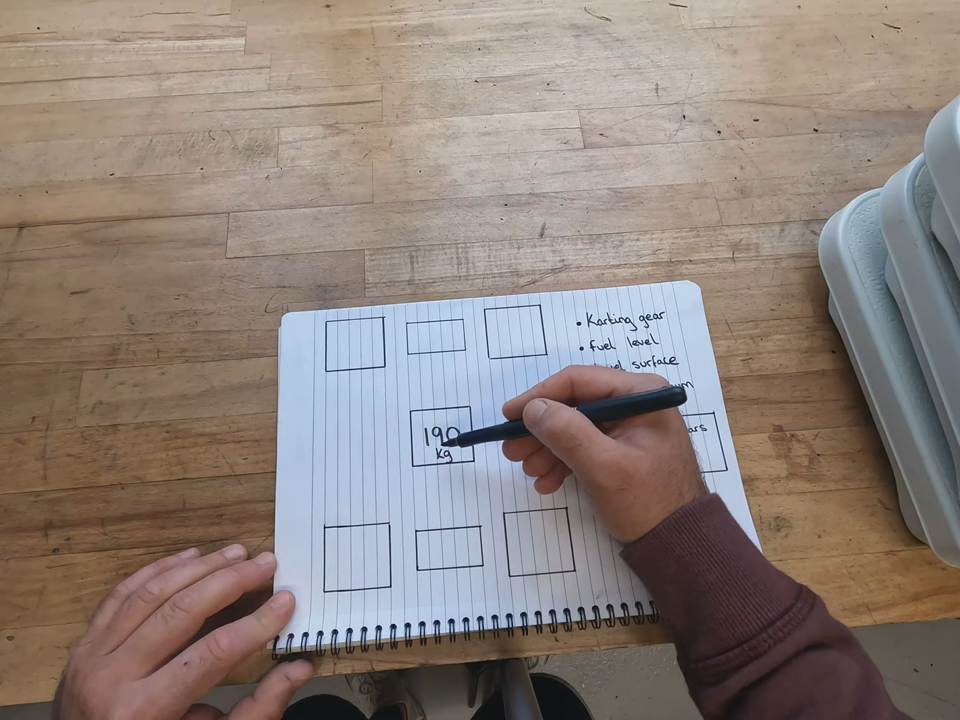 • Karting gear
• fuel level
surface
190
kg